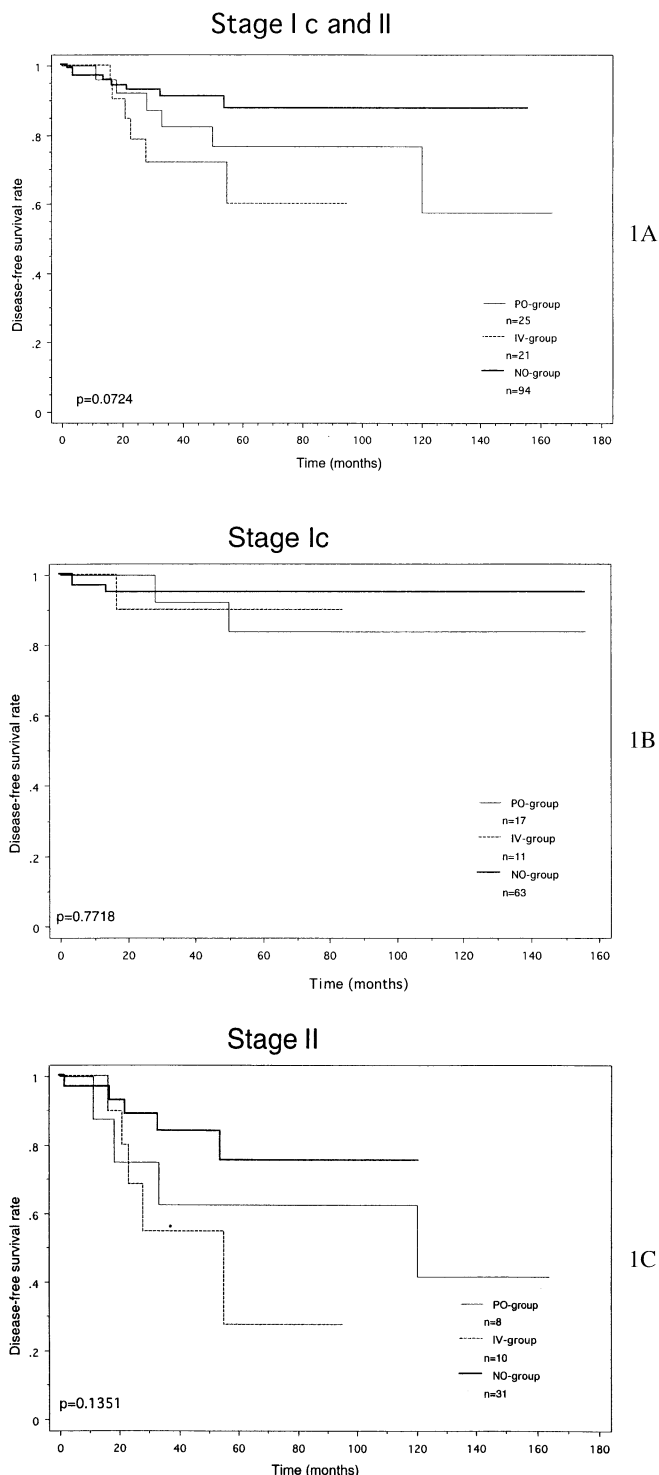 Stage I c and II
Disease-free survival rate
1
.8
.6
.4
.2
0
p=0.0724
PO-group
n=25
IV-group
n=21
NO-group
n=94
0 20 40 60 80 100 120 140 160 180
Time (months)
1A
Stage Ic
Disease-free survival rate
1
.8
.6
.4
.2
0
p=0.7718
PO-group
n=17
IV-group
n=11
NO-group
n=63
0 20 40 60 80 100 120 140 160
Time (months)
1B
Stage II
Disease-free survival rate
1
.8
.6
.4
.2
0
p=0.1351
PO-group
n=8
IV-group
n=10
NO-group
n=31
0 20 40 60 80 100 120 140 160 180
Time (months)
1C